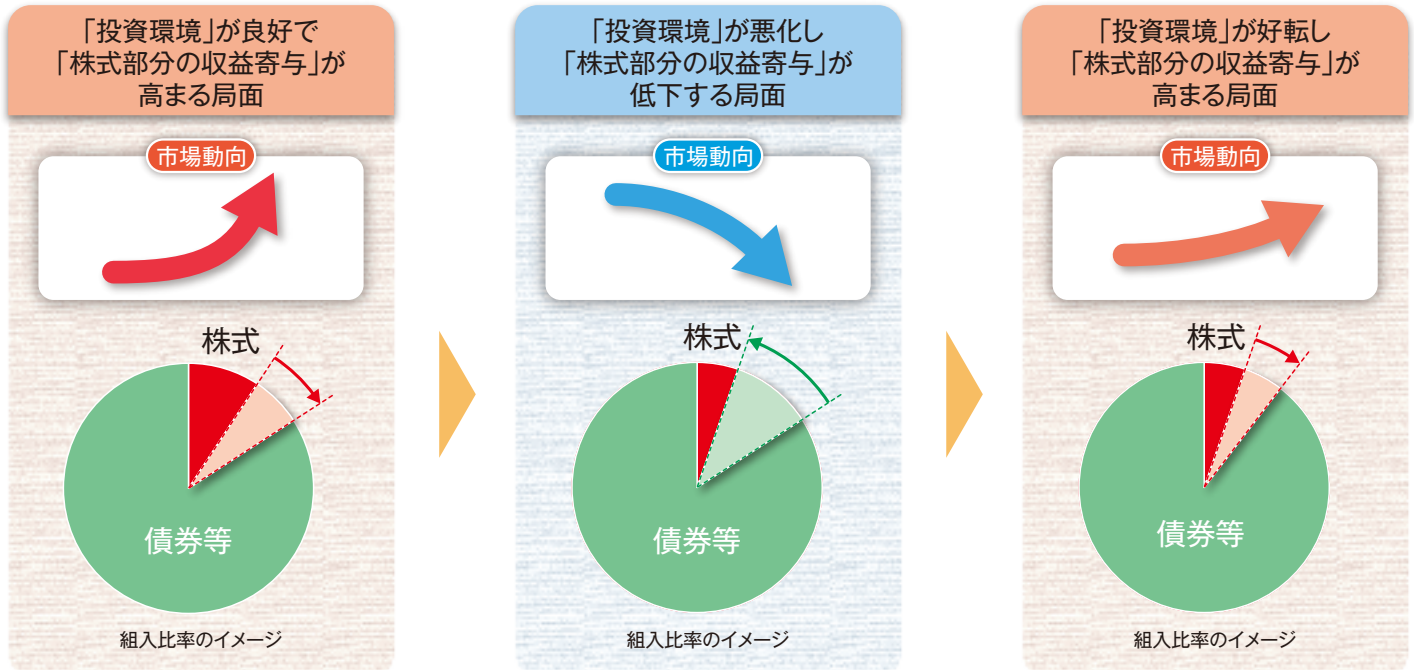 「投資環境」が良好で
「株式部分の収益寄与」が
高まる局面
市場動向
株式
債券等
組入比率のイメージ
「投資環境」が悪化し
「株式部分の収益寄与」が
低下する局面
市場動向
株式
債券等
組入比率のイメージ
「投資環境」が好転し
「株式部分の収益寄与」が
高まる局面
市場動向
株式
債券等
組入比率のイメージ